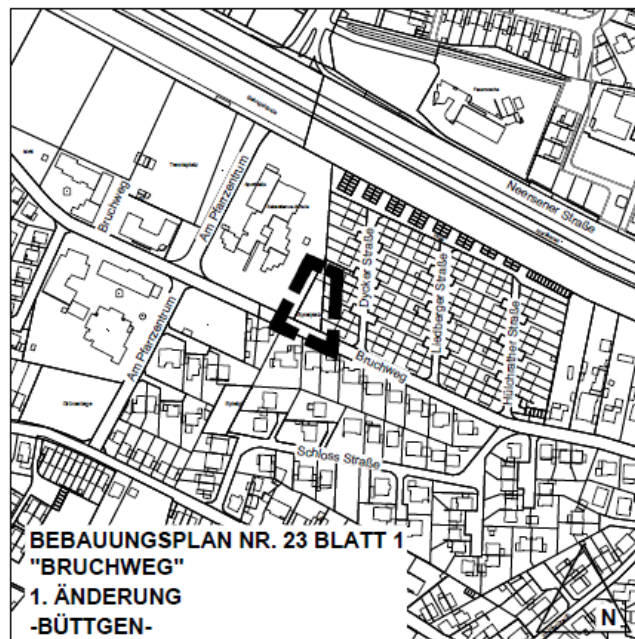 Neersener Straße
Am Pfarrzentrum
Bruchweg
Tennisplatz
Dycker Straße
Liedberger Straße
Hülchrather Straße
Am Pfarrzentrum
Bruchweg
Schloss Straße
BEBAUUNGSPLAN NR. 23 BLATT 1
"BRUCHWEG"
1. ÄNDERUNG
-BÜTTGEN-
N